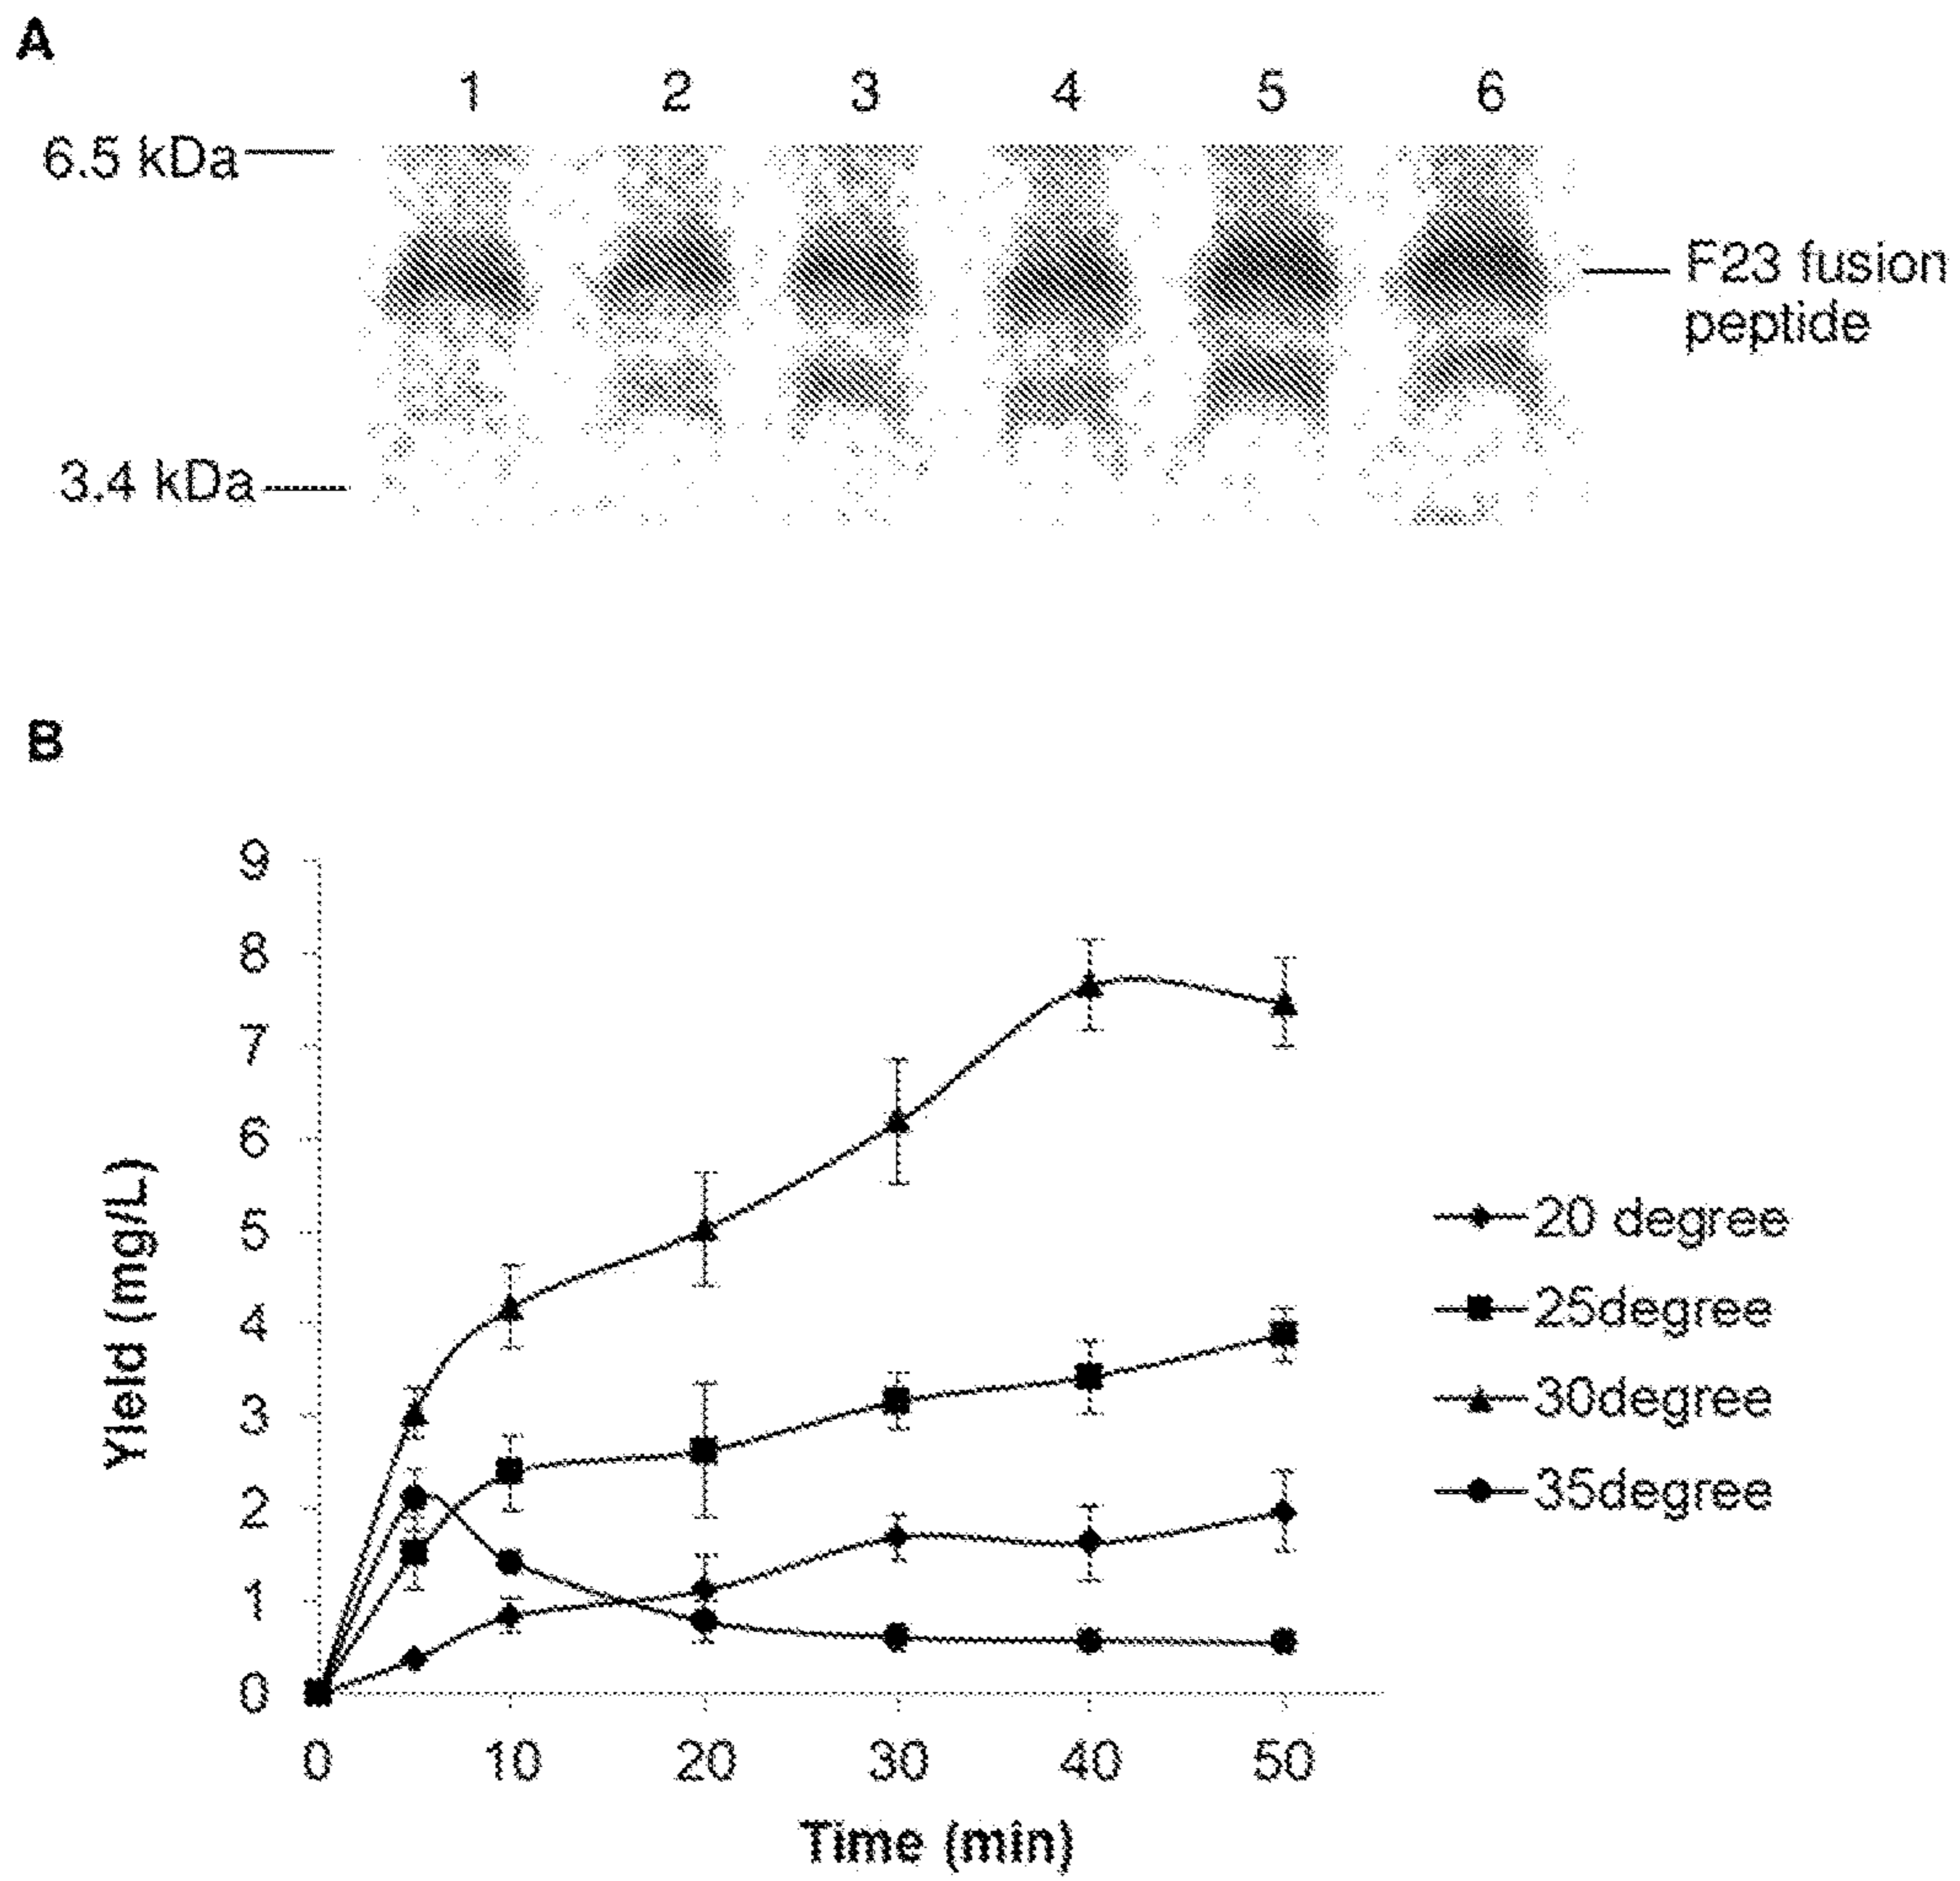 A
1 2 3 4 5 6
6.5 kDa
F23 fusion
peptide
3.4 kDa
B
9
8
7
6
5
4
3
2
1
0
Yield (mg/L)
0 10 20 30 40 50
Time (min)
20 degree
25degree
30degree
35degree